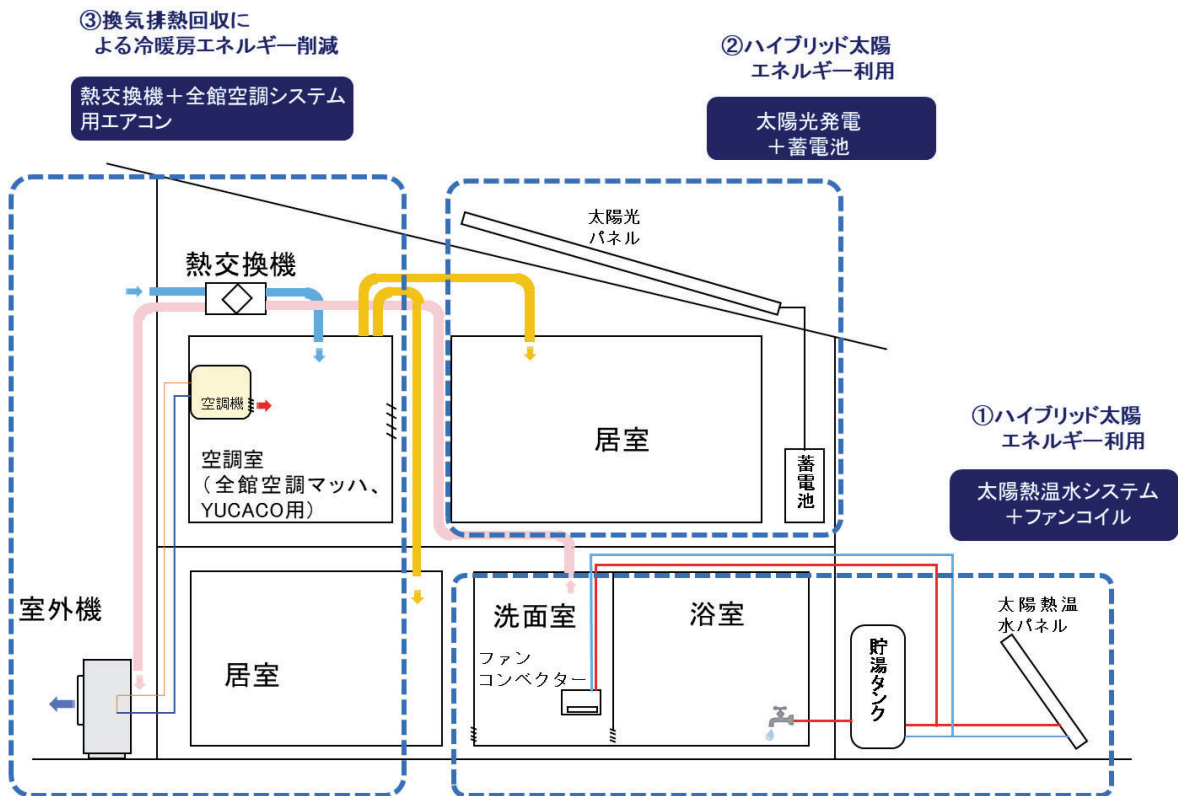 ③換気排熱回収に
よる冷暖房エネルギー削減
熱交換機＋全館空調システム
用エアコン
②ハイブリッド太陽
エネルギー利用
太陽光発電
＋蓄電池
太陽光
パネル
熱交換機
空調機
空調室
（全館空調マッハ、
YUCACO用）
居室
蓄電池
①ハイブリッド太陽
エネルギー利用
太陽熱温水システム
＋ファンコイル
室外機
居室
洗面室
ファン
コンベクター
浴室
貯湯タンク
太陽熱温
水パネル